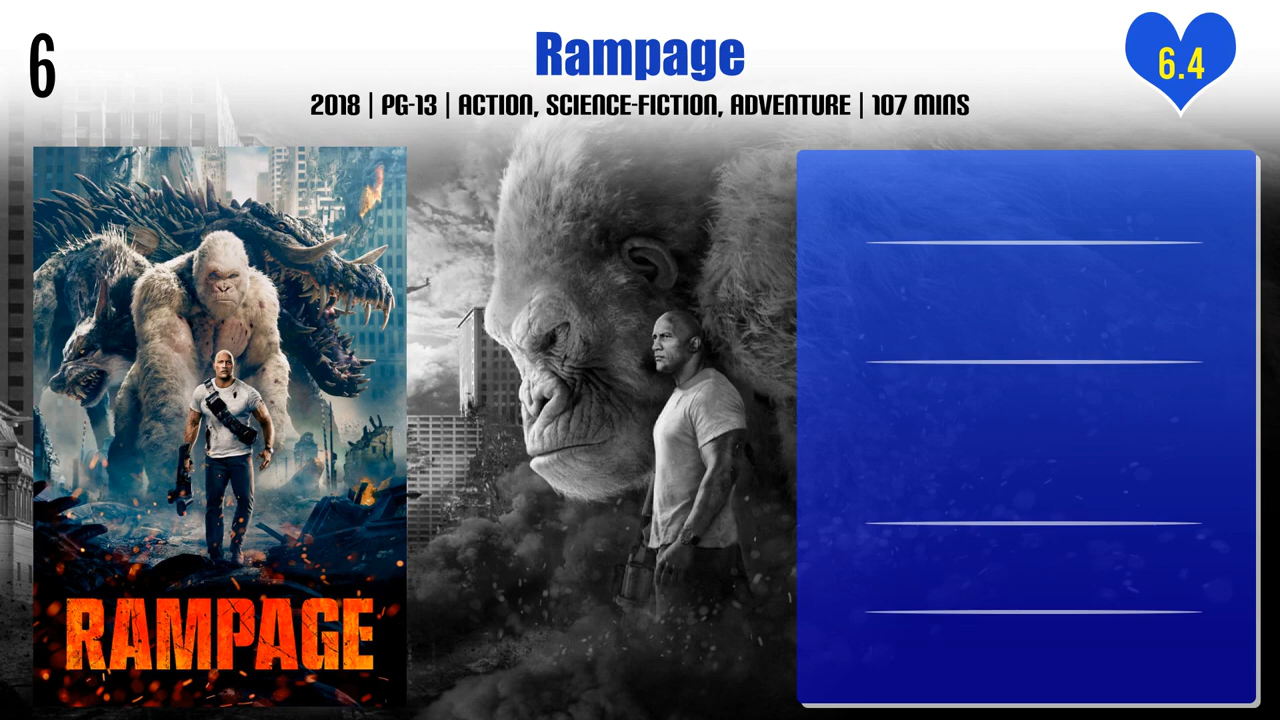 6
Rampage
6.4
2018 | PG-13 | ACTION, SCIENCE-FICTION, ADVENTURE | 107 MINS
RAMPAGE